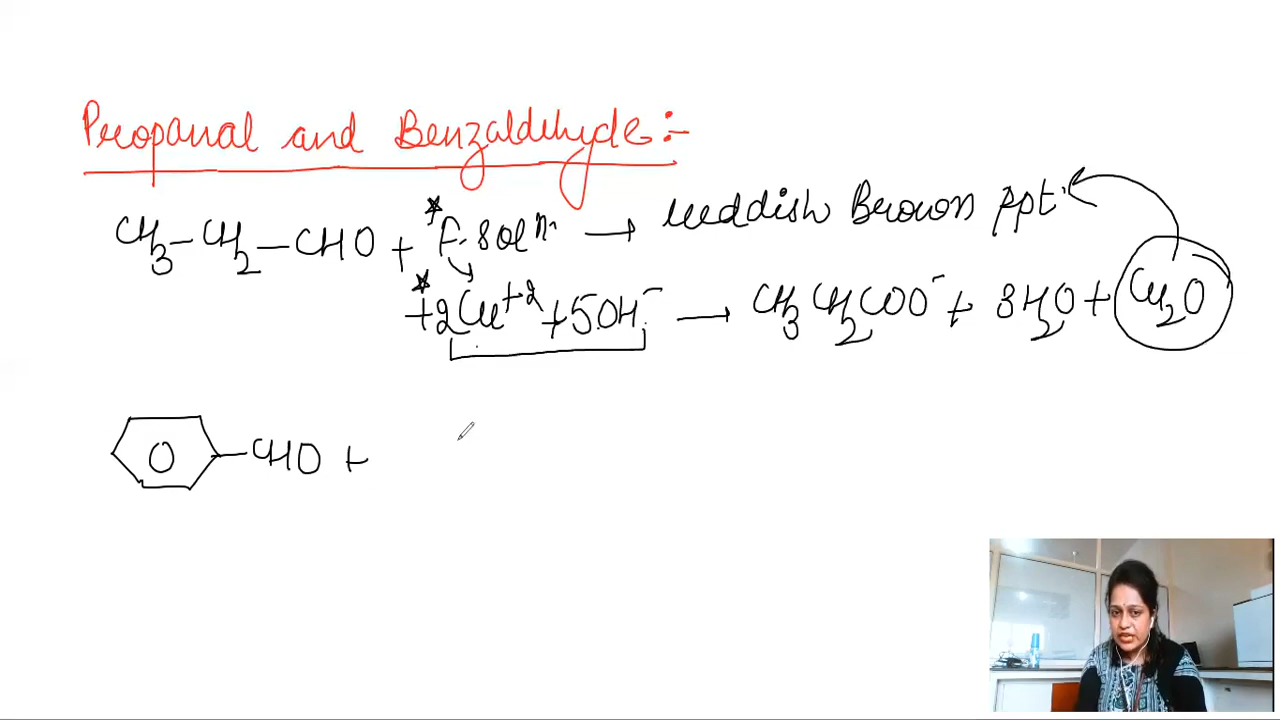 Propanal and Benzaldehyde:-
CH3-CH2-CHO + F. Solⁿ. → reddish Brown ppt.
+2Cu⁺² + 5OH⁻ → CH3CH2COO⁻ + 3H2O + Cu2O
-CHO +